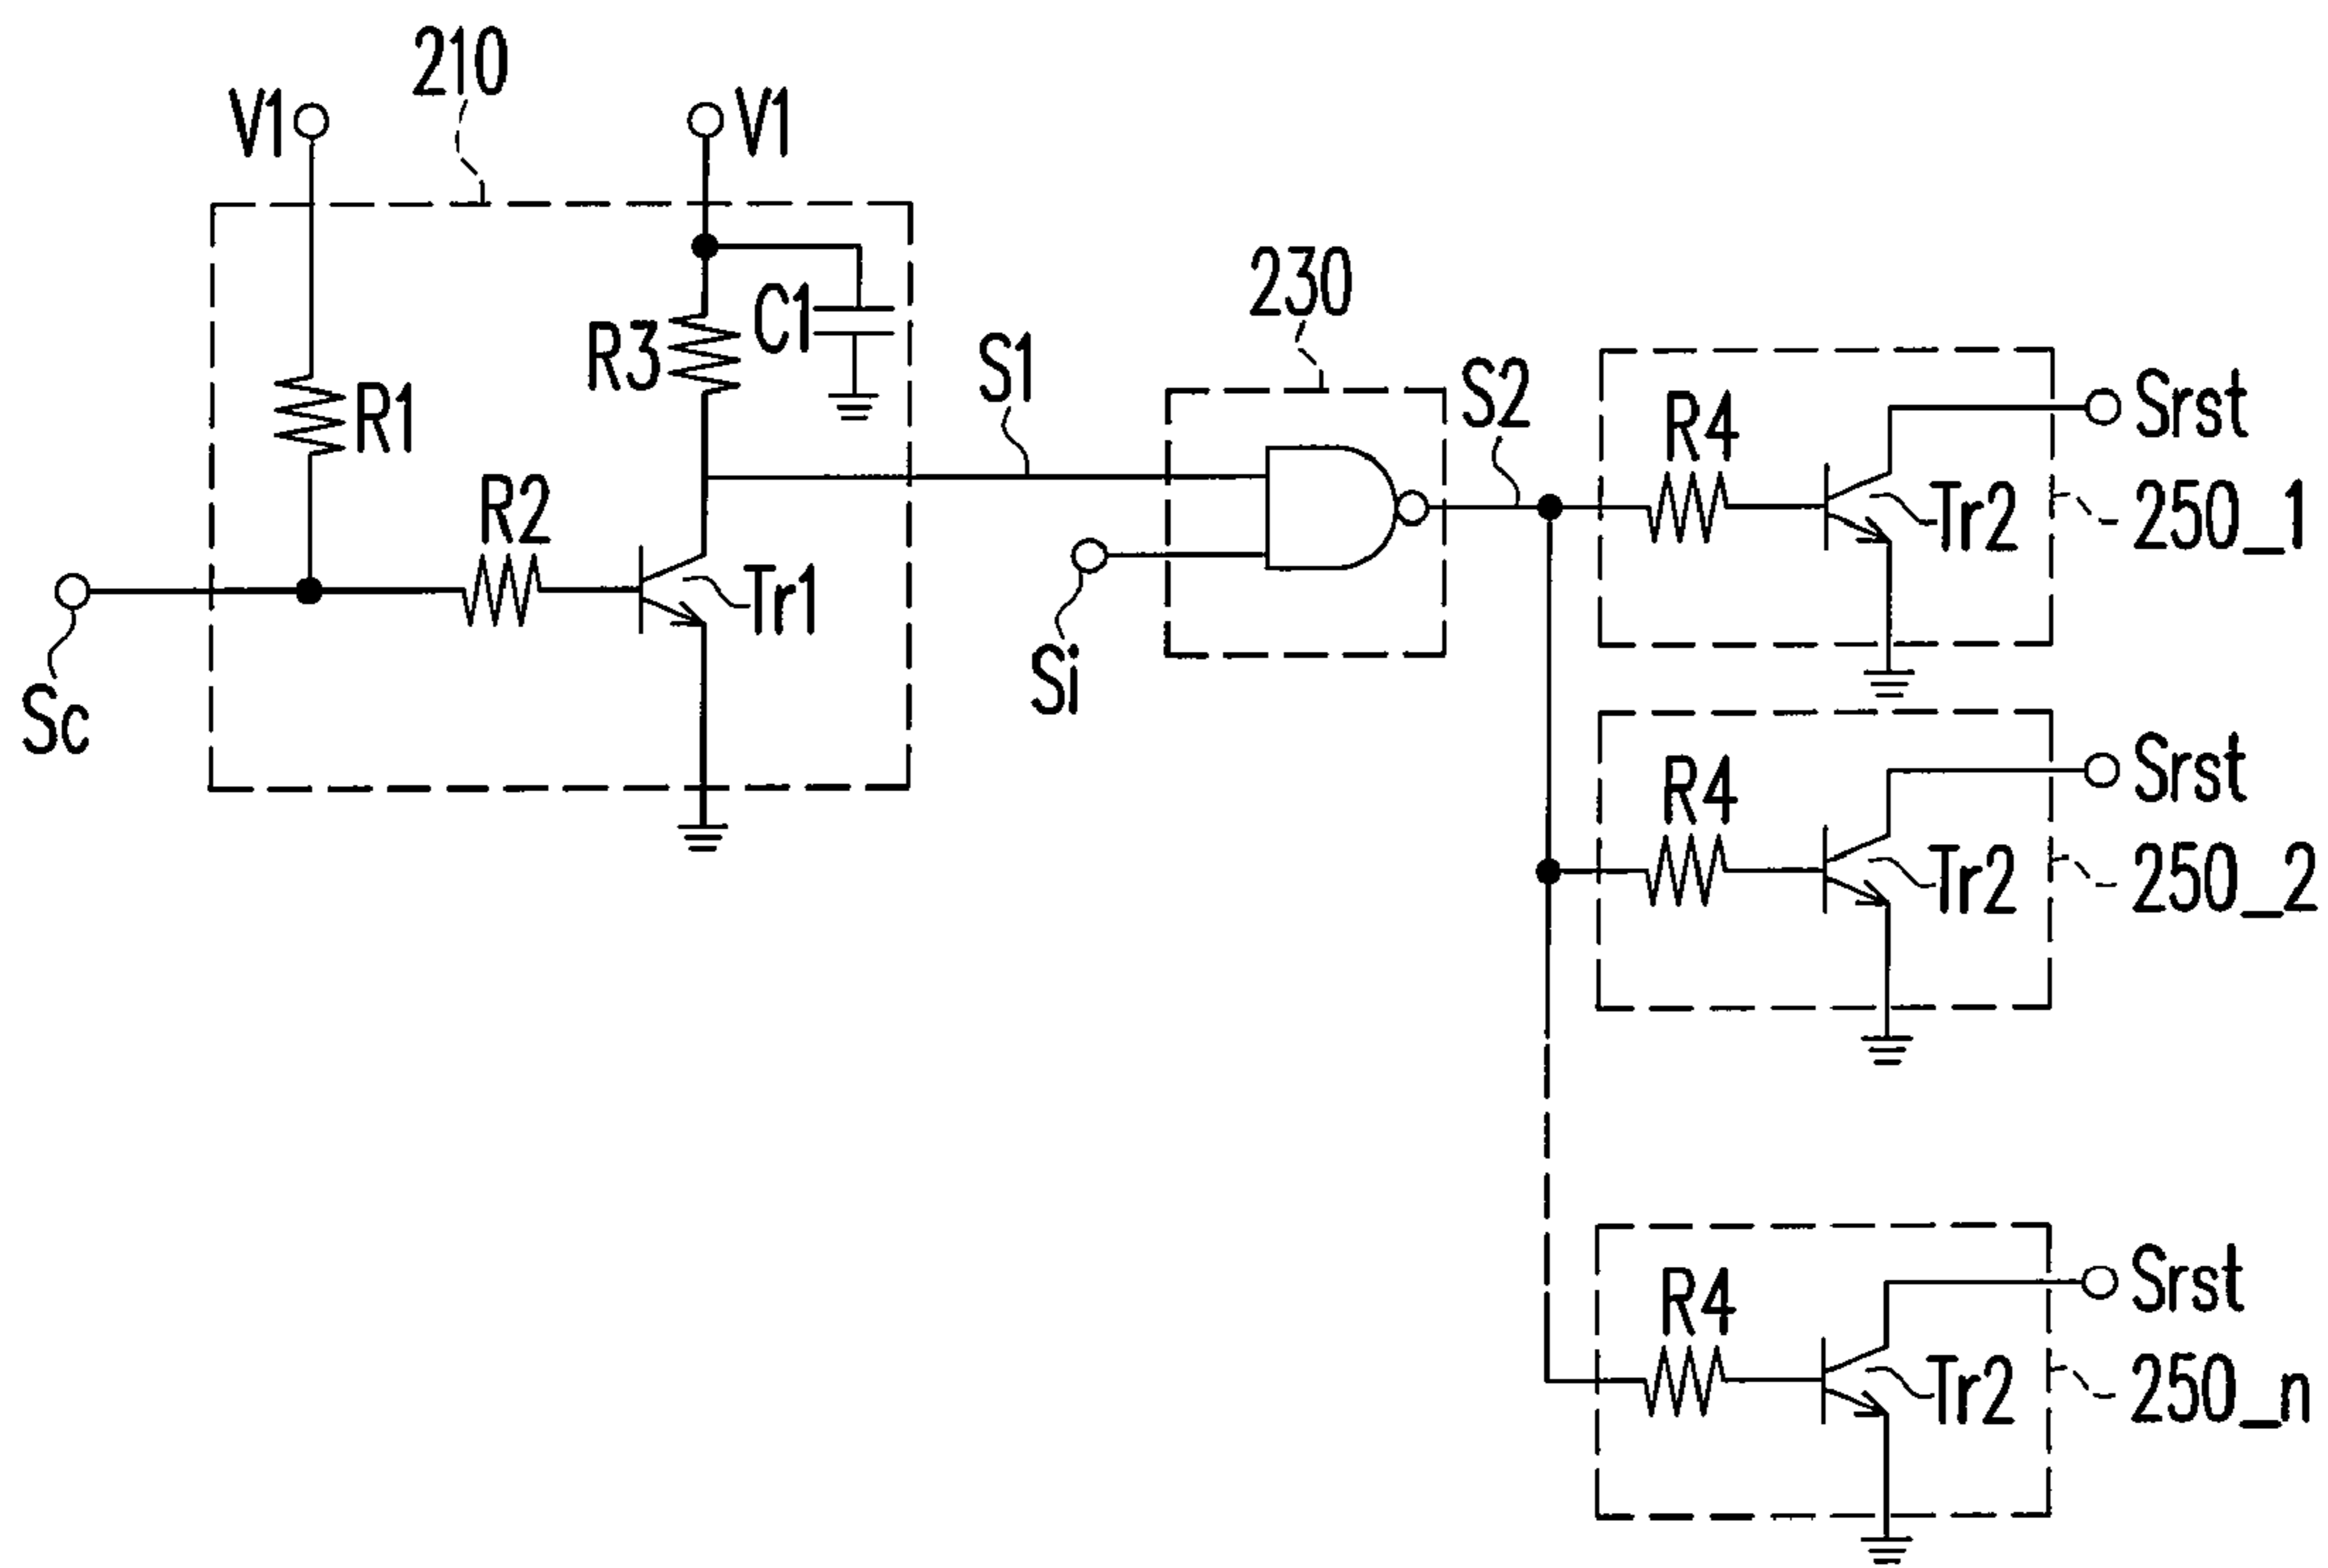 210
V1
V1
R3
C1
R1
R2
Tr1
Sc
S1
230
Si
S2
R4
Srst
Tr2
250_1
R4
Srst
Tr2
250_2
R4
Srst
Tr2
250_n